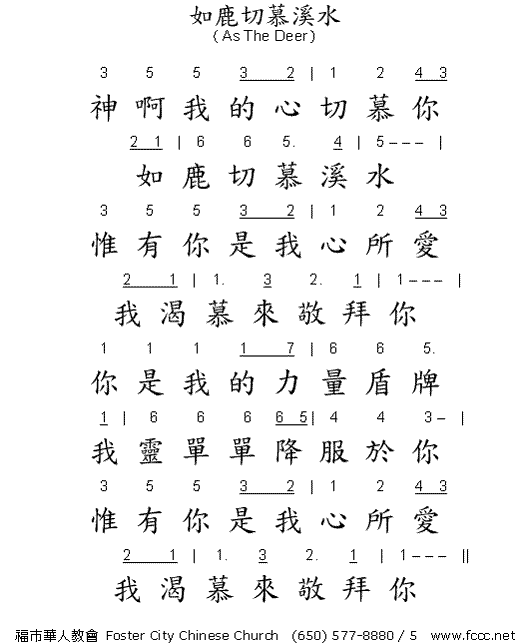 如鹿切慕溪水
( As The Deer )
3 5 5 3 2 | 1 2 4 3
神啊我的心切慕你
2 1 | 6 6 5. 4 | 5 - - - |
如鹿切慕溪水
3 5 5 3 2 | 1 2 4 3
惟有你是我心所愛
2 1 | 1. 3 2. 1 | 1 - - - |
我渴慕來敬拜你
1 1 1 1 7 | 6 6 5.
你是我的力量盾牌
1 | 6 6 6 6 5 | 4 4 3 - |
我靈單單降服於你
3 5 5 3 2 | 1 2 4 3
惟有你是我心所愛
2 1 | 1. 3 2. 1 | 1 - - - ||
我渴慕來敬拜你
福市華人教會 Foster City Chinese Church (650) 577-8880 / 5 www.fccc.net